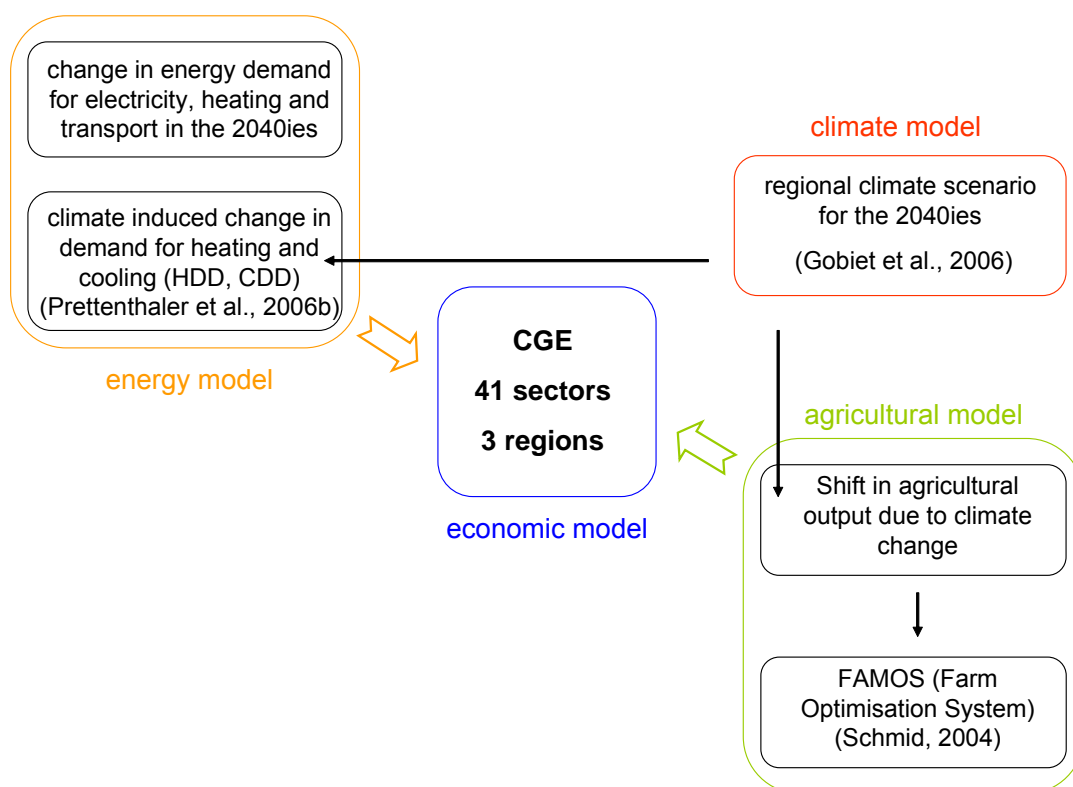 change in energy demand
for electricity, heating and
transport in the 2040ies
climate induced change in
demand for heating and
cooling (HDD, CDD)
(Prettenthaler et al., 2006b)
energy model
climate model
regional climate scenario
for the 2040ies
(Gobiet et al., 2006)
CGE
41 sectors
3 regions
economic model
agricultural model
Shift in agricultural
output due to climate
change
FAMOS (Farm
Optimisation System)
(Schmid, 2004)